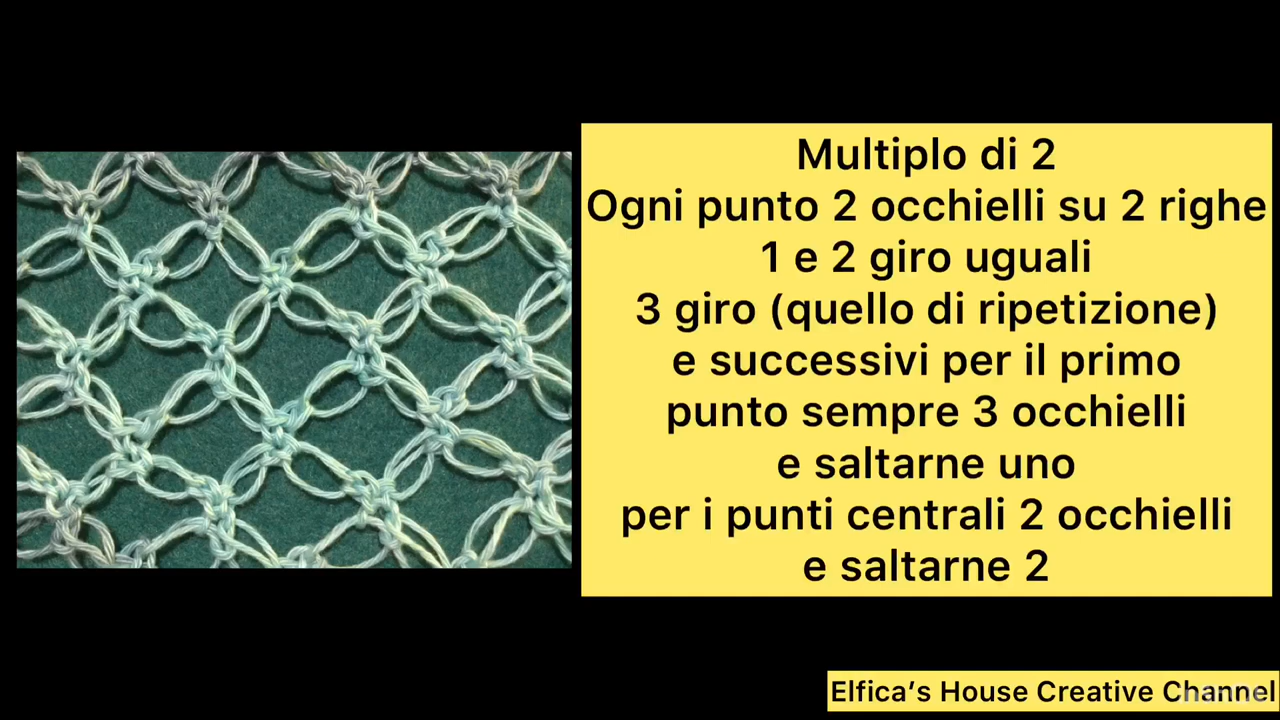 Multiplo di 2
Ogni punto 2 occhielli su 2 righe
1 e 2 giro uguali
3 giro (quello di ripetizione)
e successivi per il primo
punto sempre 3 occhielli
e saltarne uno
per i punti centrali 2 occhielli
e saltarne 2
Elfica’s House Creative Channel